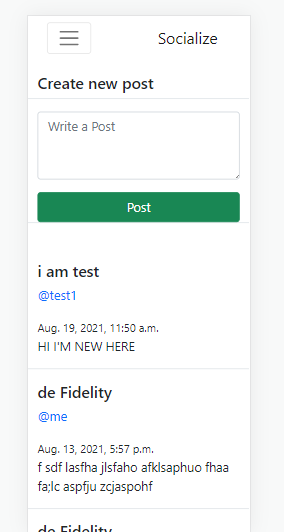 Socialize
Create new post
Write a Post
Post
i am test
@test1
Aug. 19, 2021, 11:50 a.m.
HI I'M NEW HERE
de Fidelity
@me
Aug. 13, 2021, 5:57 p.m.
f sdf lasfha jlsfaho afklsaphuo fhaa
fa;lc aspfju zcjaspohf
de Fidelity